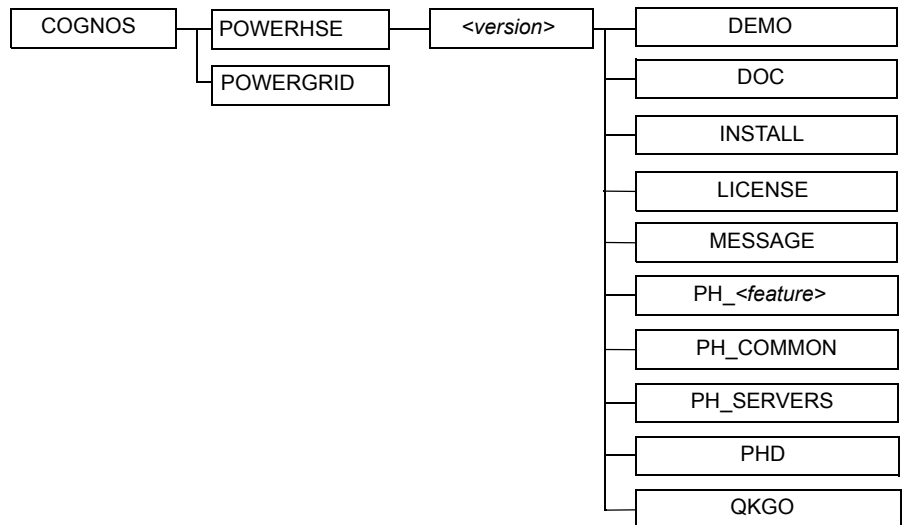 COGNOS
POWERHSE
<version>
DEMO
POWERGRID
DOC
INSTALL
LICENSE
MESSAGE
PH_<feature>
PH_COMMON
PH_SERVERS
PHD
QKGO